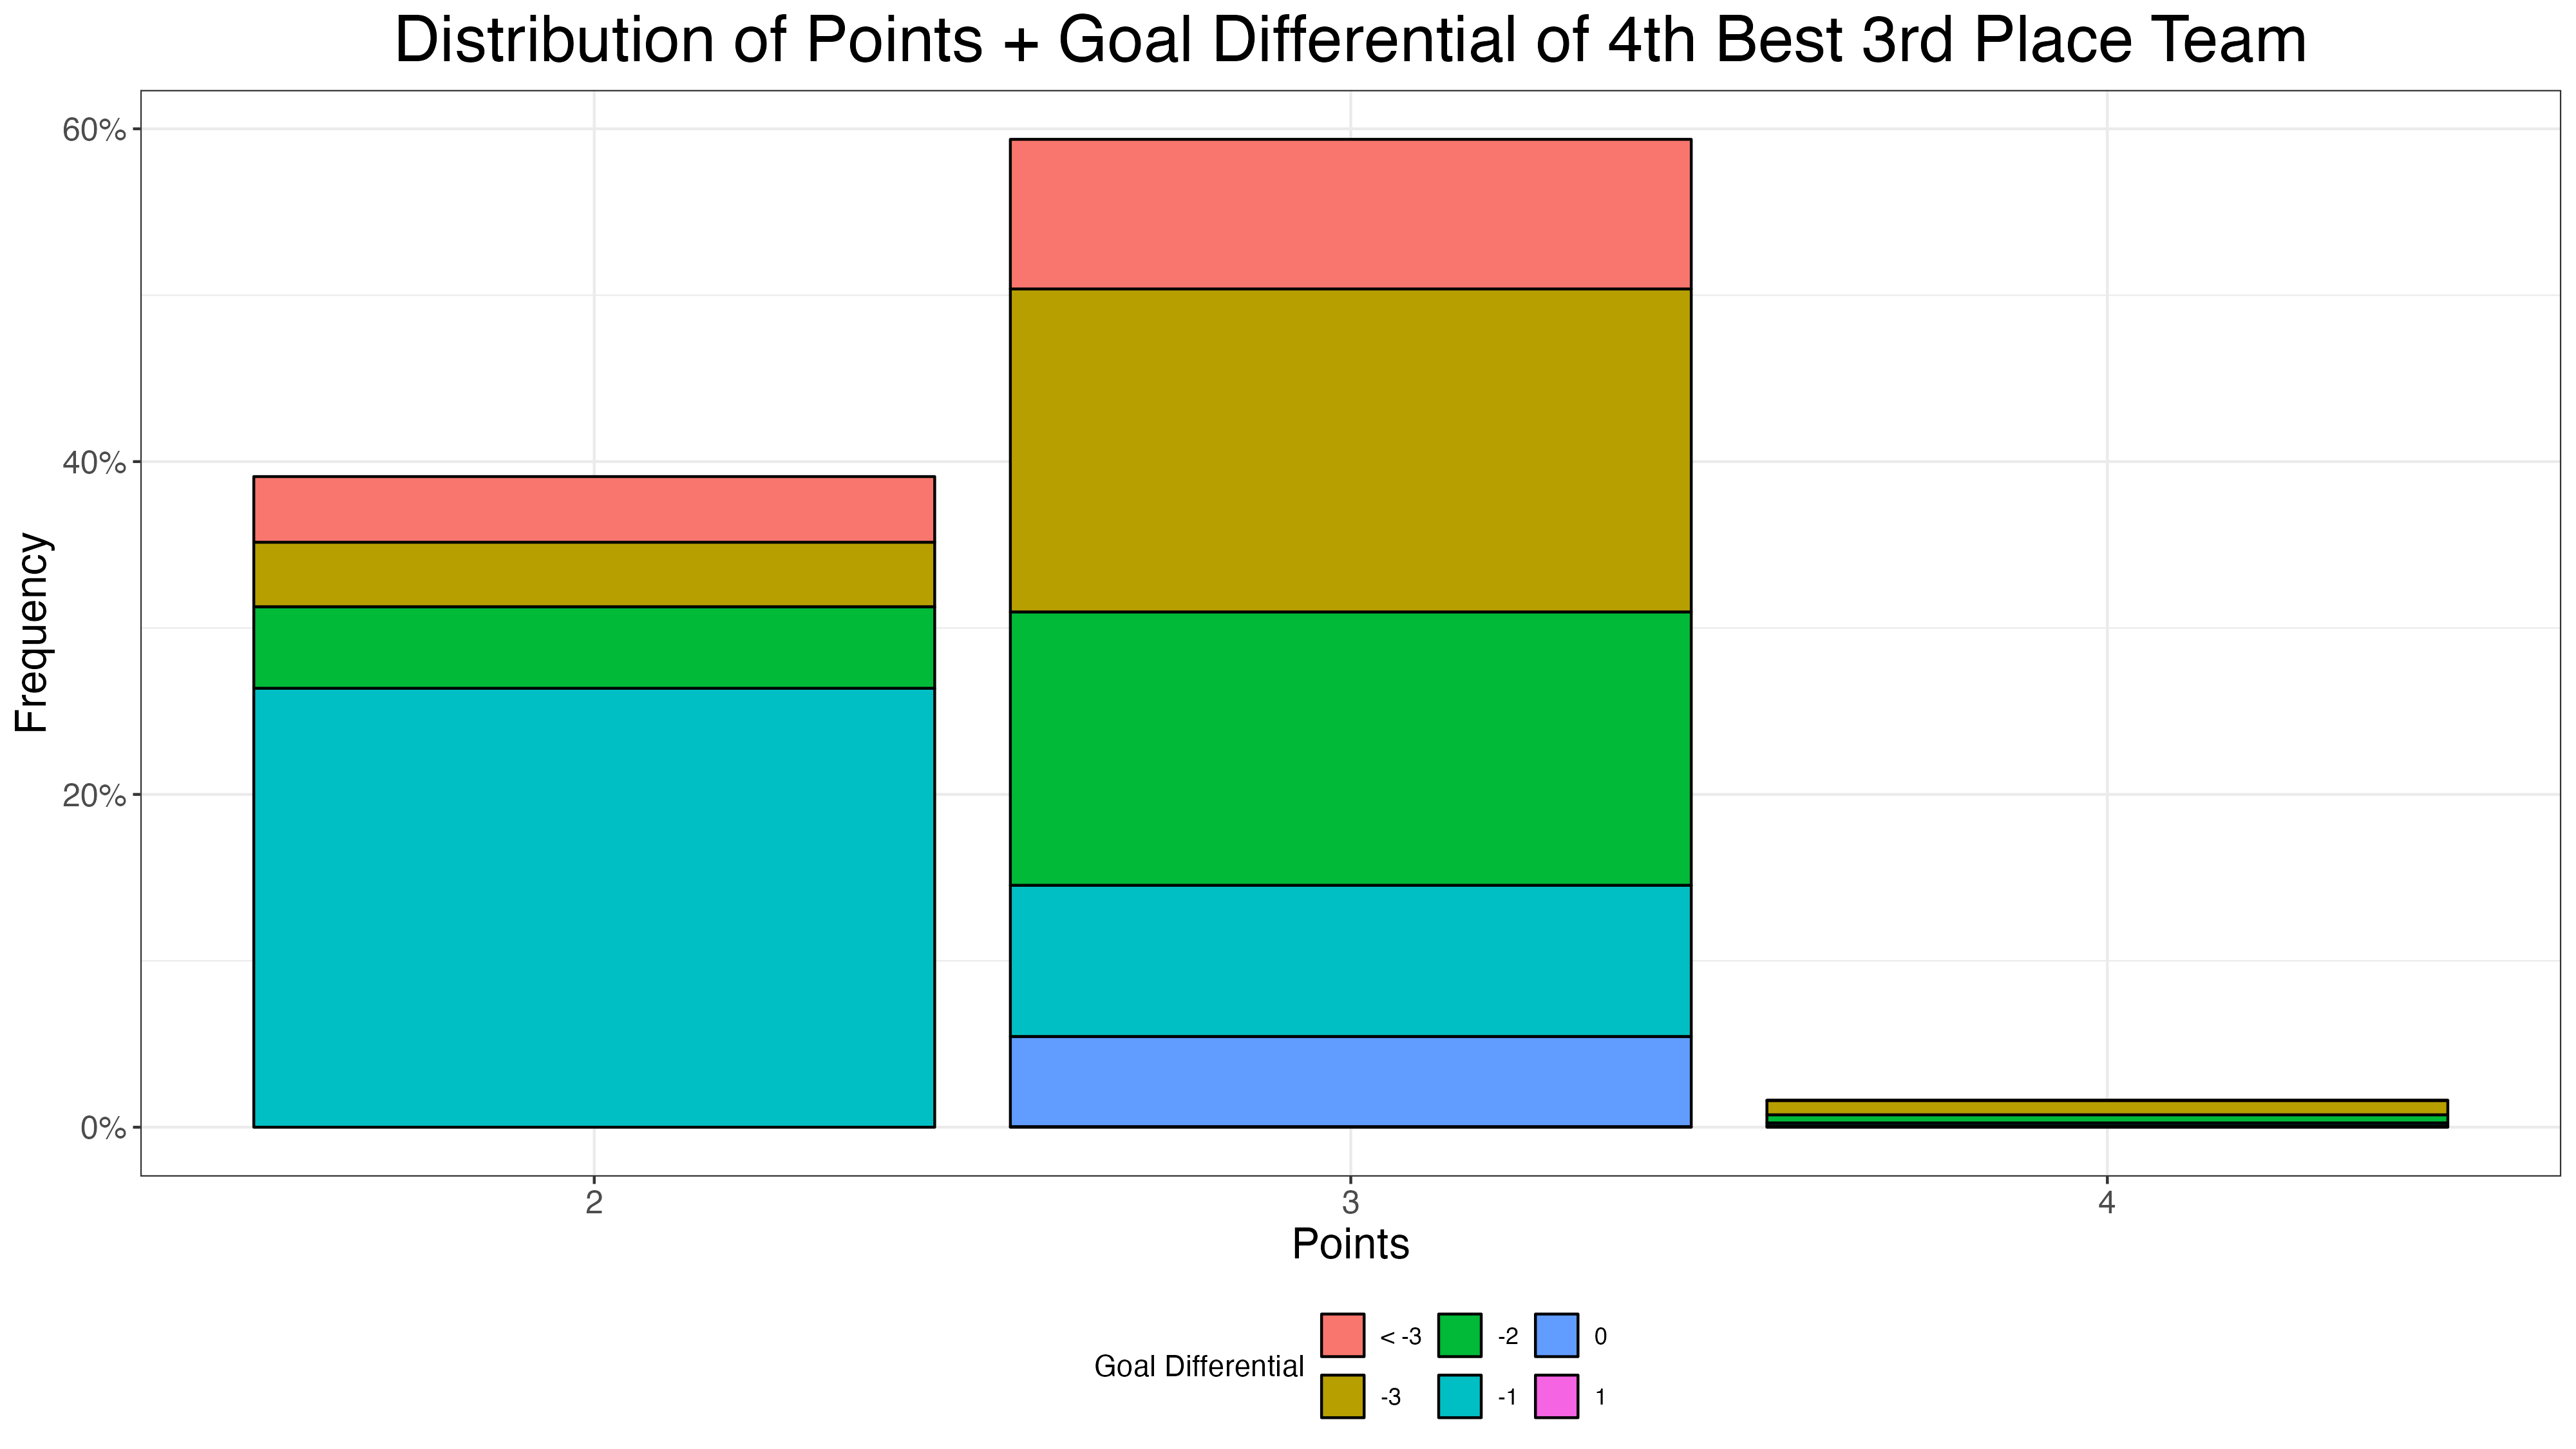 Distribution of Points + Goal Differential of 4th Best 3rd Place Team
Frequency
60%
40%
20%
0%
2 3 4
Points
Goal Differential
< -3 -2 0
-3 -1 1